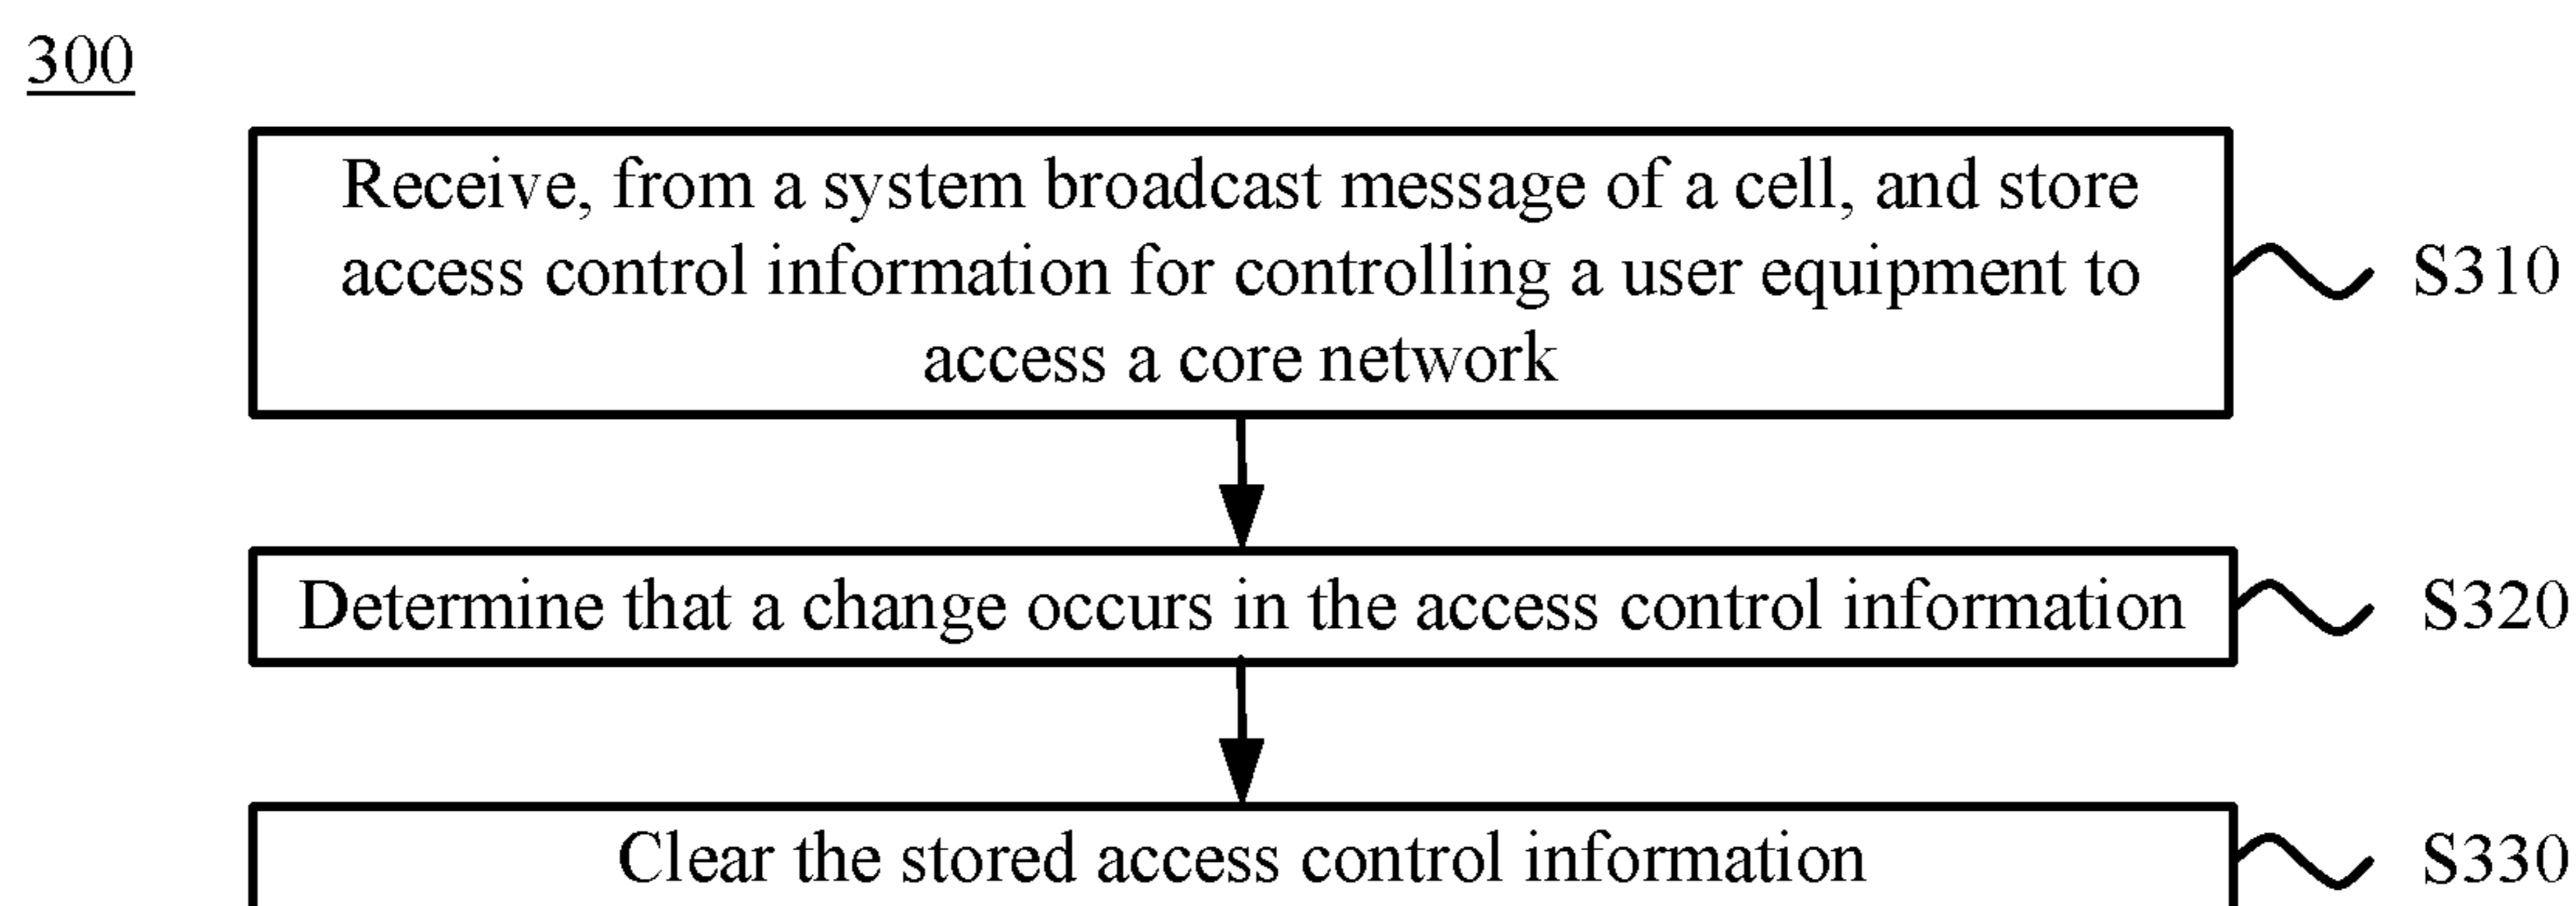 300
Receive, from a system broadcast message of a cell, and store
access control information for controlling a user equipment to
access a core network
S310
Determine that a change occurs in the access control information
S320
Clear the stored access control information
S330